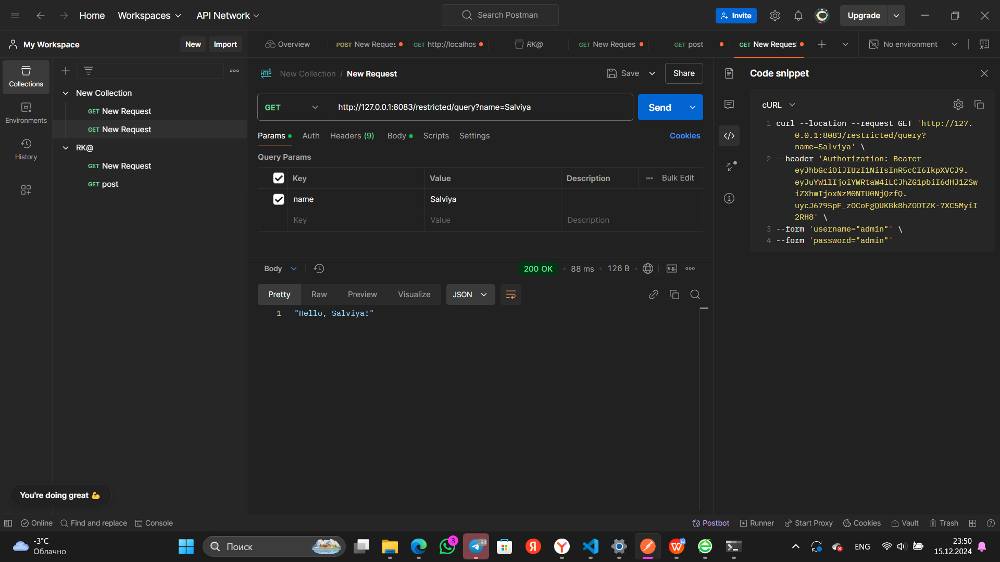 Home
Workspaces
API Network
Search Postman
Invite
Upgrade
My Workspace
New
Import
Overview
POST New Reques
GET http://localhos
RK@
GET New Reques
GET post
GET New Reques
No environment
Collections
Environments
History
New Collection
GET New Request
GET New Request
RK@
GET New Request
GET post
HTTP
New Collection / New Request
Save
Share
GET
http://127.0.0.1:8083/restricted/query?name=Salviya
Send
Params
Auth
Headers (9)
Body
Scripts
Settings
Cookies
Query Params
Key
Value
Description
Bulk Edit
name
Salviya
Key
Value
Description
Body
200 OK
88 ms
126 B
e.g.
Pretty
Raw
Preview
Visualize
JSON
1 "Hello, Salviya!"
Code snippet
cURL
1 curl --location --request GET 'http://127.
0.0.1:8083/restricted/query?
name=Salviya' \
2 --header 'Authorization: Bearer
eyJhbGciOiJIUzI1NiIsInR5cCI6IkpXVCJ9.
eyJuYW1lIjoiYWRtaW4iLCJhZG1pbiI6dHJ1ZSw
iZXhwIjoxNzM0NTU0NjQzfQ.
uycJ6795pF_zOCoFgQUKBk8hZODTZK-7XC5MyiI
2RH8' \
3 --form 'username="admin"' \
4 --form 'password="admin"'
You're doing great 💪
Online
Find and replace
Console
Postbot
Runner
Start Proxy
Cookies
Vault
Trash
-3°C
Облачно
Поиск
3
64
ENG
23:50
15.12.2024